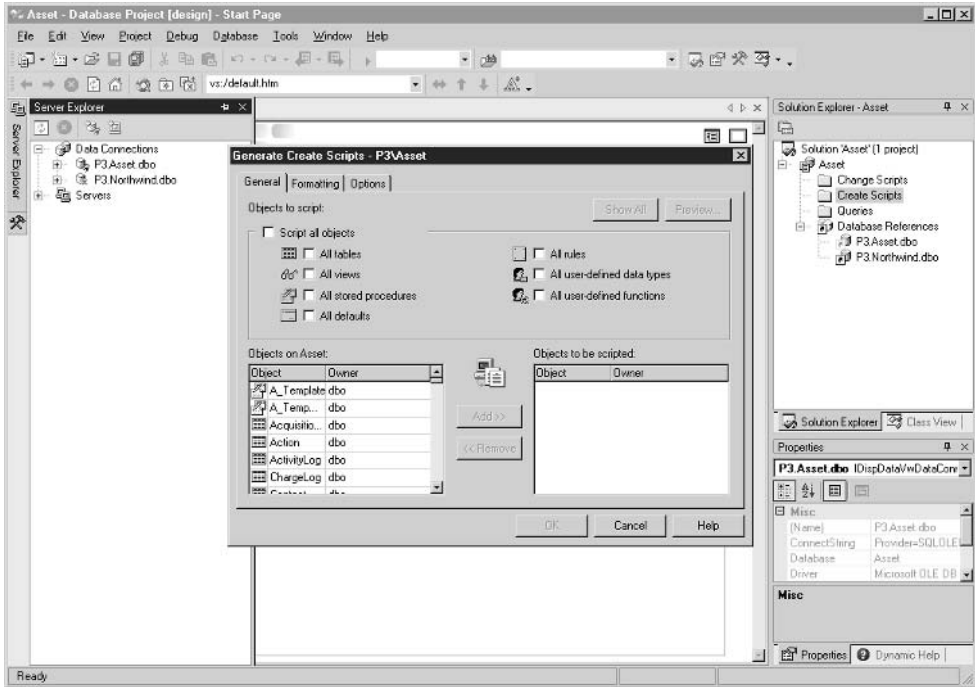 Asset - Database Project [design] - Start Page
File Edit View Project Debug Database Tools Window Help
vs:/default.htm
Server Explorer
Server Explorer
Data Connections
P3.Asset.dbo
P3.Northwind.dbo
Servers
Generate Create Scripts - P3\Asset
General Formatting Options
Objects to script:
Show All Preview...
Script all objects
All tables
All rules
All views
All user-defined data types
All stored procedures
All user-defined functions
All defaults
Objects on Asset:
Objects to be scripted:
Object Owner
Object Owner
A_Template dbo
A_Temp... dbo
Acquisitio... dbo
Action dbo
ActivityLog dbo
ChargeLog dbo
Add >>
<< Remove
OK Cancel Help
Solution Explorer - Asset
Solution 'Asset' (1 project)
Asset
Change Scripts
Create Scripts
Queries
Database References
P3.Asset.dbo
P3.Northwind.dbo
Solution Explorer Class View
Properties
P3.Asset.dbo IDispDataVwDataConr
Misc
(Name) P3.Asset.dbo
ConnectString Provider=SQLOLE
Database Asset
Driver Microsoft OLE DB
Misc
Properties Dynamic Help
Ready